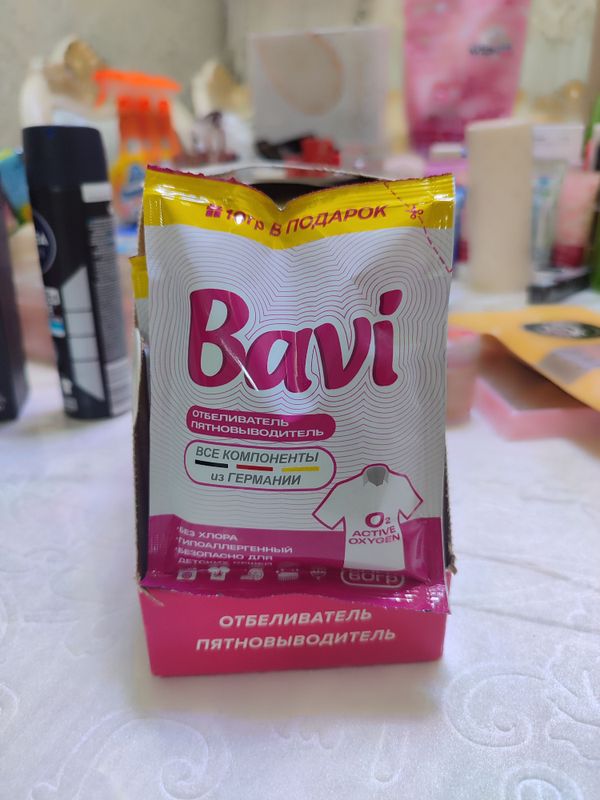 10гр В ПОДАРОК
Bavi
ОТБЕЛИВАТЕЛЬ
ПЯТНОВЫВОДИТЕЛЬ
ВСЕ КОМПОНЕНТЫ
из ГЕРМАНИИ
O2
ACTIVE
OXYGEN
*БЕЗ ХЛОРА
*ГИПОАЛЛЕРГЕННЫЙ
*БЕЗОПАСНО ДЛЯ
60гр
ОТБЕЛИВАТЕЛЬ
ПЯТНОВЫВОДИТЕЛЬ